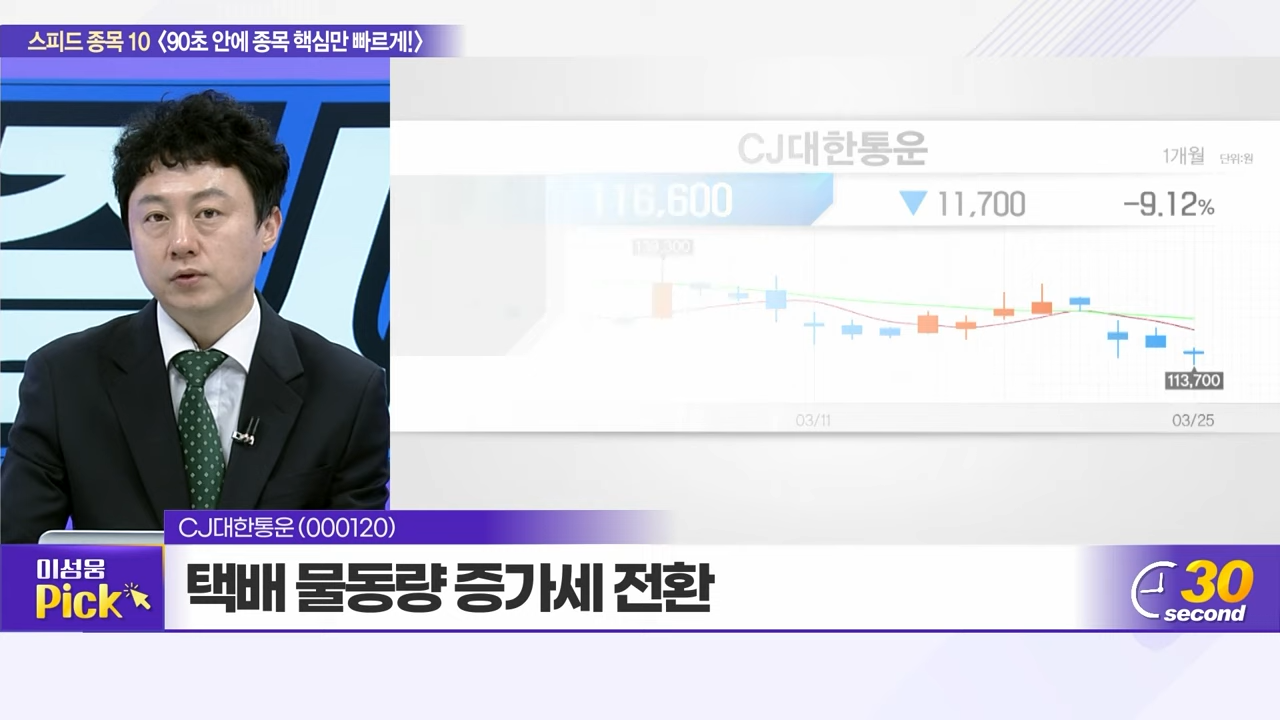 스피드 종목 10 <90초 안에 종목 핵심만 빠르게!>
CJ대한통운
1개월 단위:원
116,600 ▼ 11,700 -9.12%
113,700
03/11 03/25
CJ대한통운 (000120)
이섬웅
Pick
택배 물동량 증가세 전환
30
second